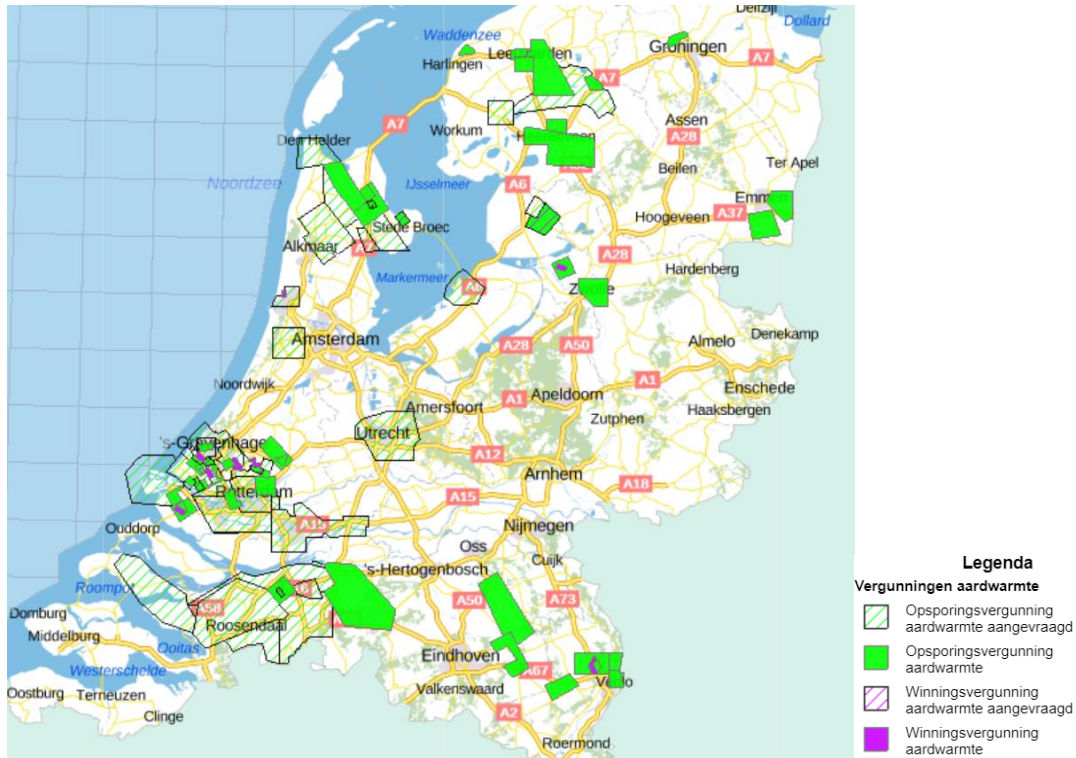 Delfzijl
Dollard
Waddenzee
Leeuwarden
Groningen
A7
Harlingen
A7
A7
Assen
Workum
Heerenveen
A28
Den Helder
Beilen
Ter Apel
Noordzee
IJsselmeer
A6
Emmen
A37
Hoogeveen
Stede Broec
Alkmaar
A7
A28
Hardenberg
Markermeer
A6
Zwolle
Amsterdam
A28
A50
Almelo
Denekamp
Noordwijk
A1
Enschede
Apeldoorn
A1
Amersfoort
Zutphen
Haaksbergen
Utrecht
's-Gravenhage
A12
Arnhem
A18
Rotterdam
A15
A15
Nijmegen
Ouddorp
Oss
Cuijk
's-Hertogenbosch
Roompot
A58
A50
A73
Domburg
Roosendaal
Middelburg
Ooitas
Eindhoven
Westerschelde
A67
Venlo
Oostburg
Terneuzen
Valkenswaard
Clinge
A2
Roermond
Legenda
Vergunningen aardwarmte
Opsporingsvergunning
aardwarmte aangevraagd
Opsporingsvergunning
aardwarmte
Winningsvergunning
aardwarmte aangevraagd
Winningsvergunning
aardwarmte